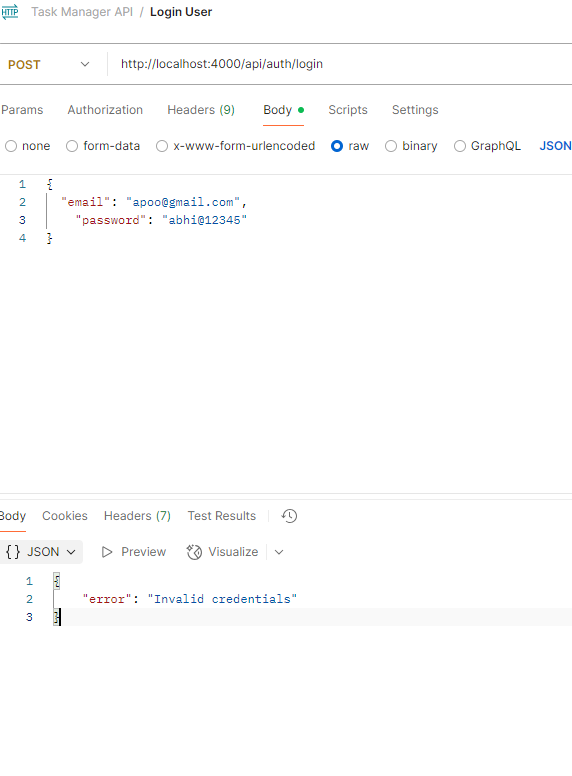 HTTP Task Manager API / Login User
POST http://localhost:4000/api/auth/login
Params Authorization Headers (9) Body Scripts Settings
none form-data x-www-form-urlencoded raw binary GraphQL JSON
1 {
2 "email": "apoo@gmail.com",
3 "password": "abhi@12345"
4 }
Body Cookies Headers (7) Test Results
{} JSON Preview Visualize
1 {
2 "error": "Invalid credentials"
3 }